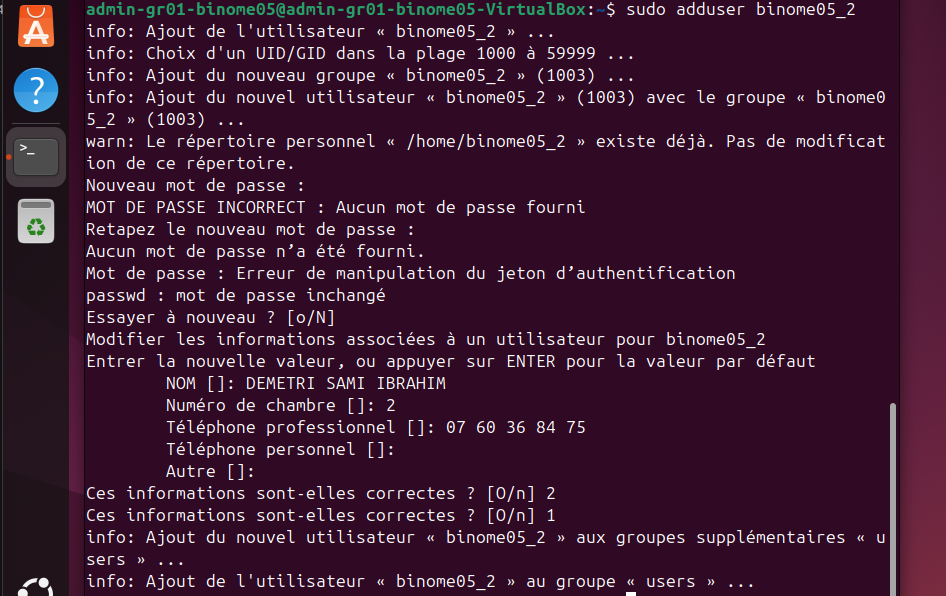 admin-gr01-binome05@admin-gr01-binome05-VirtualBox:~$ sudo adduser binome05_2
info: Ajout de l'utilisateur « binome05_2 » ...
info: Choix d'un UID/GID dans la plage 1000 à 59999 ...
info: Ajout du nouveau groupe « binome05_2 » (1003) ...
info: Ajout du nouvel utilisateur « binome05_2 » (1003) avec le groupe « binome0
5_2 » (1003) ...
warn: Le répertoire personnel « /home/binome05_2 » existe déjà. Pas de modificat
ion de ce répertoire.
Nouveau mot de passe :
MOT DE PASSE INCORRECT : Aucun mot de passe fourni
Retapez le nouveau mot de passe :
Aucun mot de passe n’a été fourni.
Mot de passe : Erreur de manipulation du jeton d’authentification
passwd : mot de passe inchangé
Essayer à nouveau ? [o/N]
Modifier les informations associées à un utilisateur pour binome05_2
Entrer la nouvelle valeur, ou appuyer sur ENTER pour la valeur par défaut
NOM []: DEMETRI SAMI IBRAHIM
Numéro de chambre []: 2
Téléphone professionnel []: 07 60 36 84 75
Téléphone personnel []:
Autre []:
Ces informations sont-elles correctes ? [O/n] 2
Ces informations sont-elles correctes ? [O/n] 1
info: Ajout du nouvel utilisateur « binome05_2 » aux groupes supplémentaires « u
sers » ...
info: Ajout de l'utilisateur « binome05_2 » au groupe « users » ...